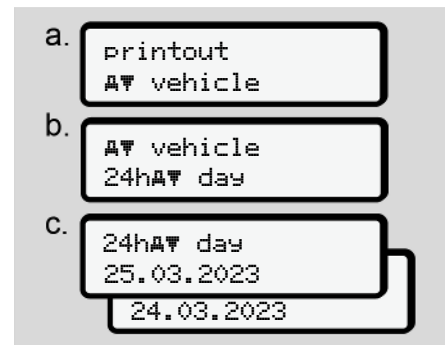 a.
printout
A▼ vehicle
b.
A▼ vehicle
24hA▼ day
c.
24hA▼ day
25.03.2023
24.03.2023